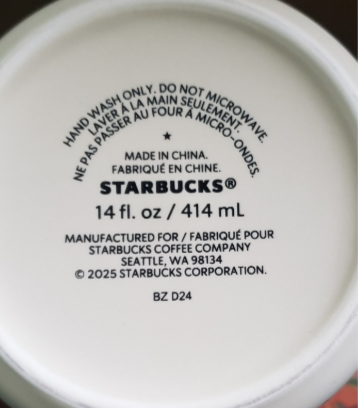 HAND WASH ONLY. DO NOT MICROWAVE.
LAVER À LA MAIN SEULEMENT.
NE PAS PASSER AU FOUR À MICRO-ONDES.
★
MADE IN CHINA.
FABRIQUÉ EN CHINE.
STARBUCKS®
14 fl. oz / 414 mL
MANUFACTURED FOR / FABRIQUÉ POUR
STARBUCKS COFFEE COMPANY
SEATTLE, WA 98134
© 2025 STARBUCKS CORPORATION.
BZ D24